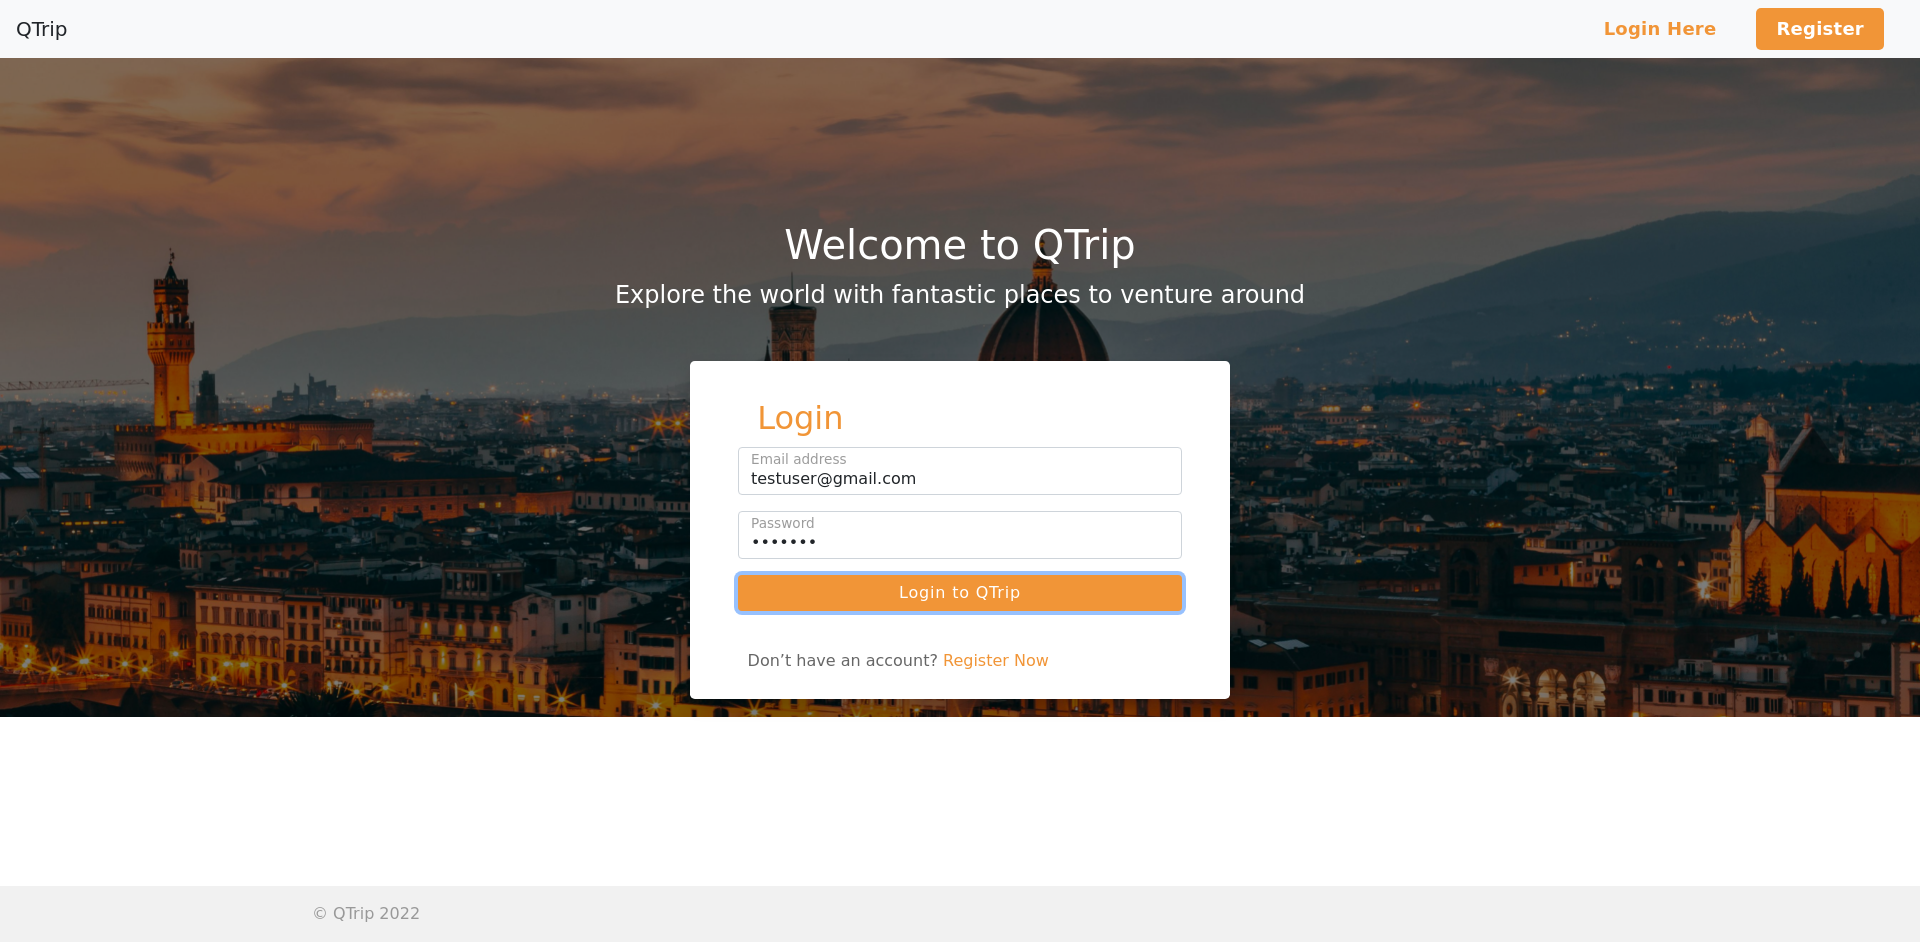 QTrip
Login Here
Register
Welcome to QTrip
Explore the world with fantastic places to venture around
Login
Email address
testuser@gmail.com
Password
•••••••
Login to QTrip
Don’t have an account? Register Now
© QTrip 2022